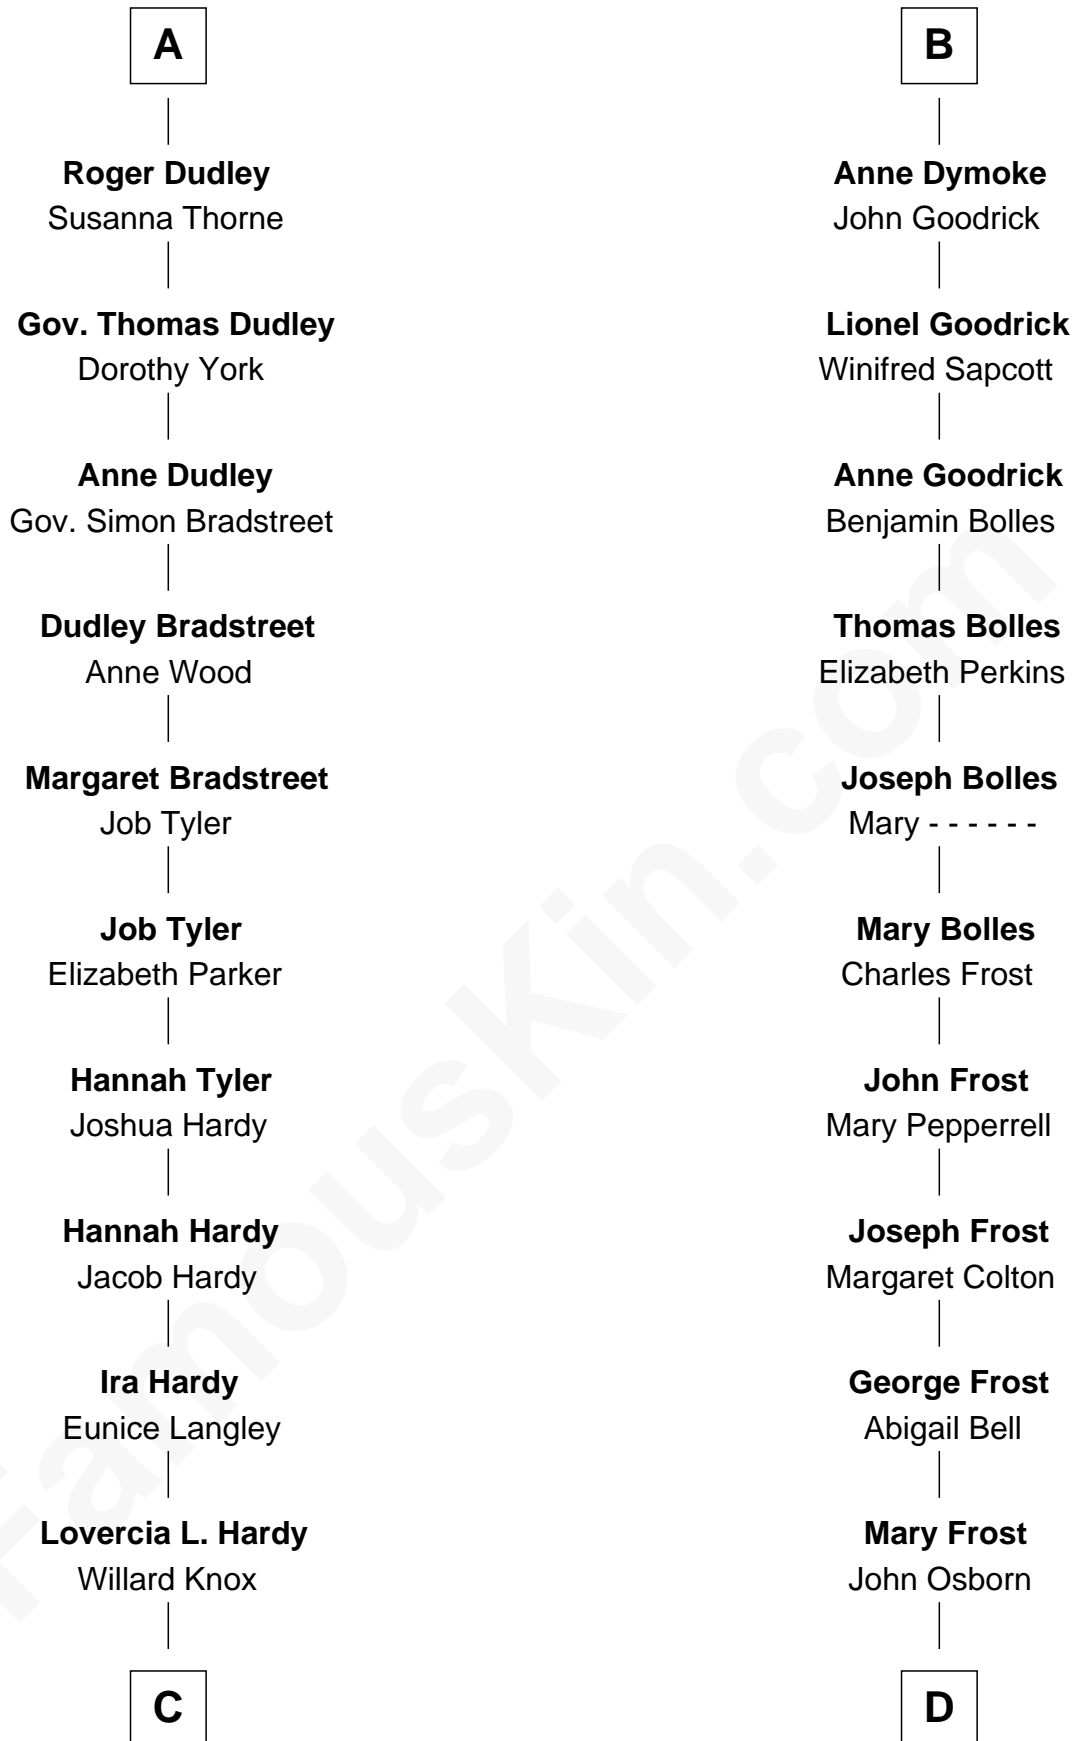 A
Roger Dudley
Susanna Thorne
Gov. Thomas Dudley
Dorothy York
Anne Dudley
Gov. Simon Bradstreet
Dudley Bradstreet
Anne Wood
Margaret Bradstreet
Job Tyler
Job Tyler
Elizabeth Parker
Hannah Tyler
Joshua Hardy
Hannah Hardy
Jacob Hardy
Ira Hardy
Eunice Langley
Lovercia L. Hardy
Willard Knox
C
B
Anne Dymoke
John Goodrick
Lionel Goodrick
Winifred Sapcott
Anne Goodrick
Benjamin Bolles
Thomas Bolles
Elizabeth Perkins
Joseph Bolles
Mary - - - - - -
Mary Bolles
Charles Frost
John Frost
Mary Pepperrell
Joseph Frost
Margaret Colton
George Frost
Abigail Bell
Mary Frost
John Osborn
D
FamousKin.com